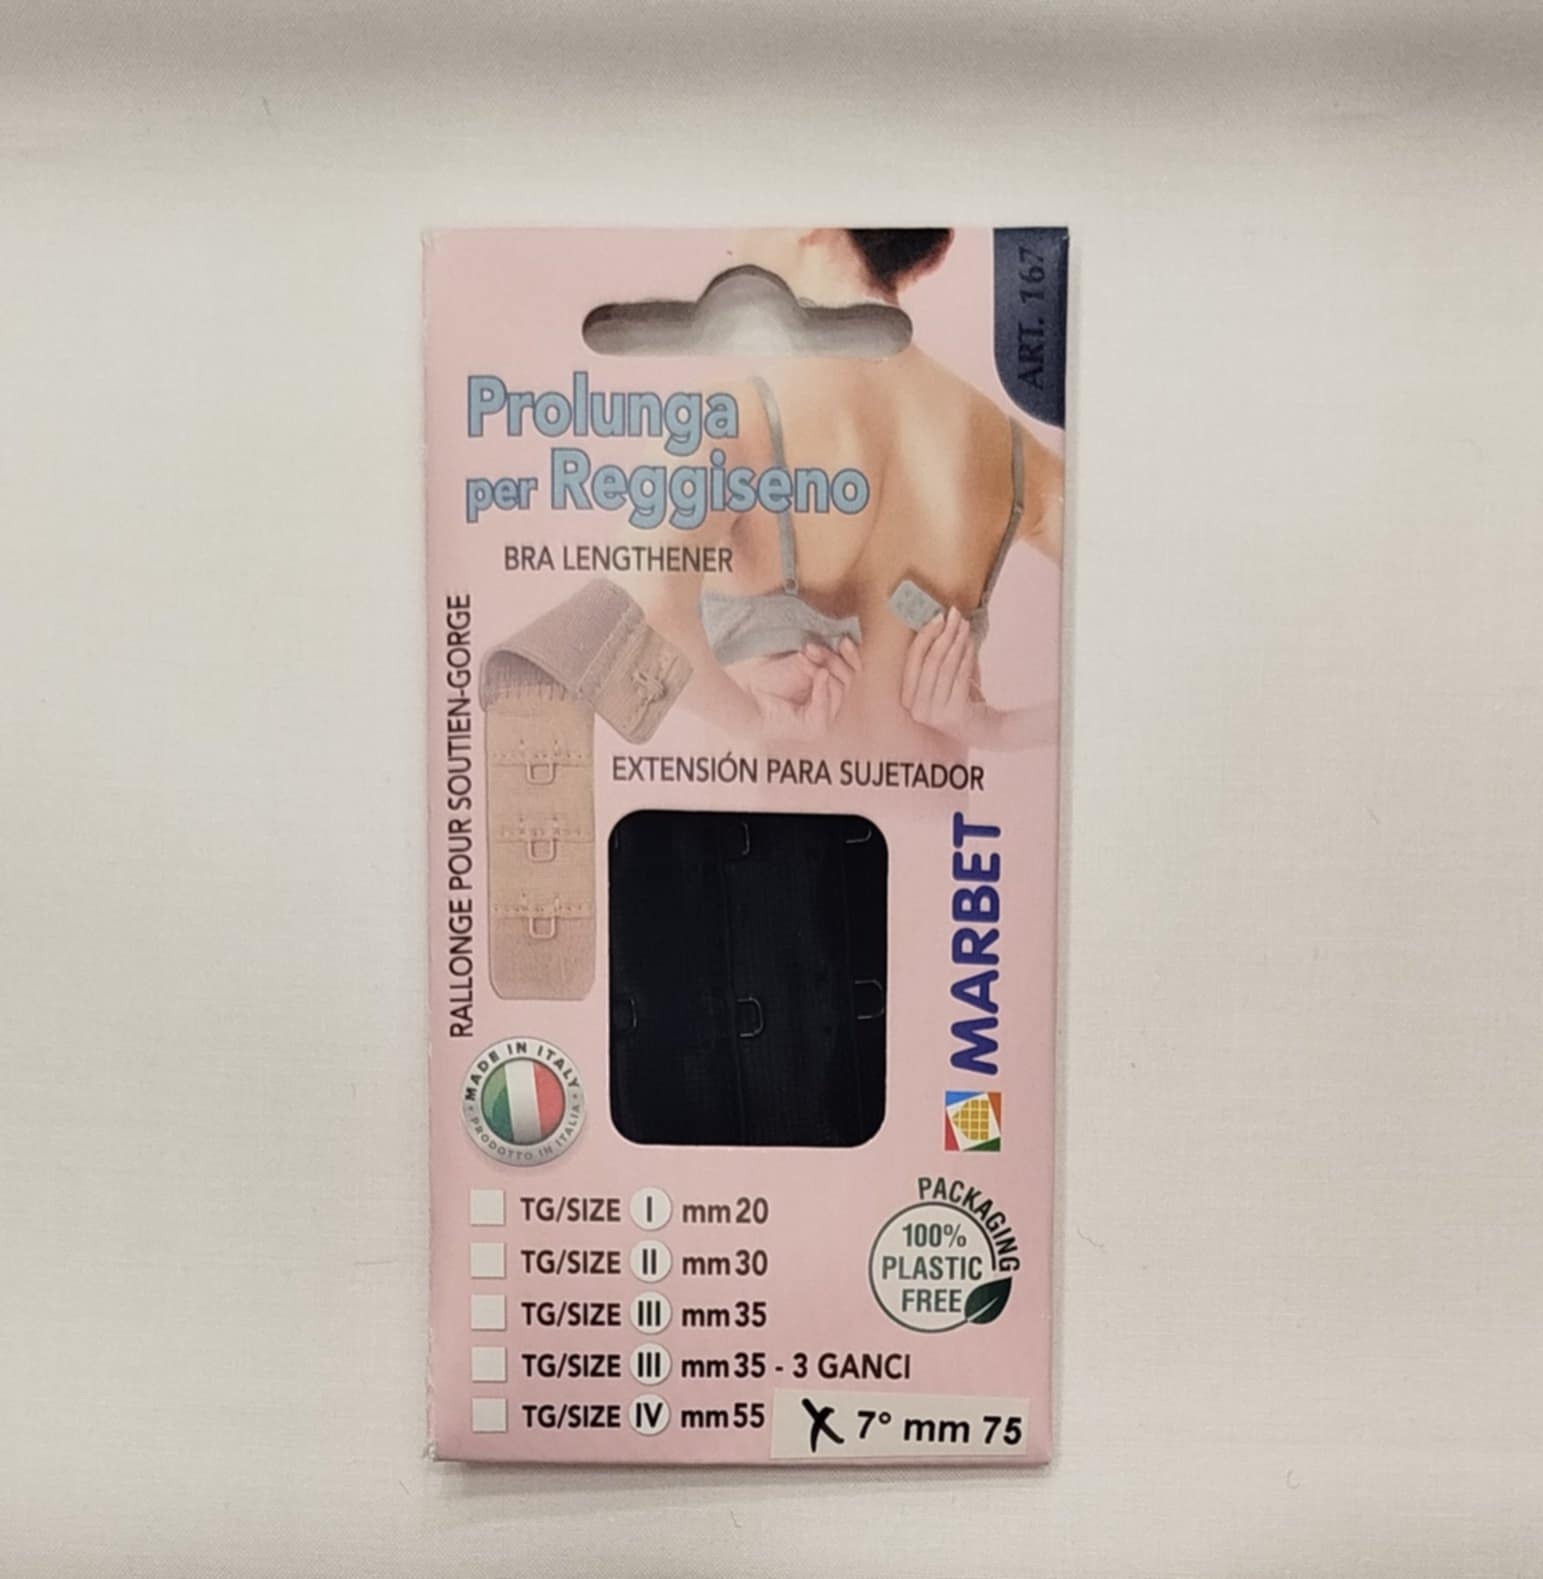 ART. 167
Prolunga
per Reggiseno
BRA LENGTHENER
RALLONGE POUR SOUTIEN-GORGE
EXTENSIÓN PARA SUJETADOR
MARBET
MADE IN ITALY
PRODOTTO IN ITALIA
PACKAGING
100%
PLASTIC
FREE
TG/SIZE I mm 20
TG/SIZE II mm 30
TG/SIZE III mm 35
TG/SIZE III mm 35 - 3 GANCI
TG/SIZE IV mm 55
X 7° mm 75